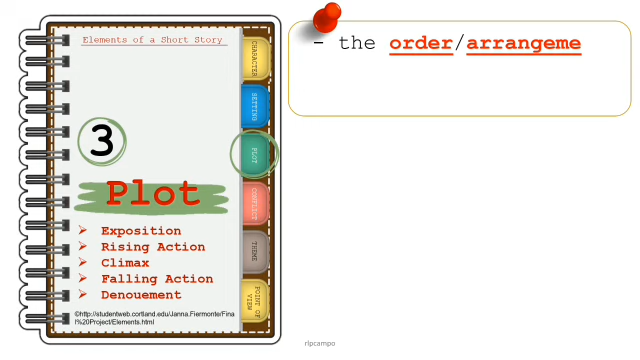 Elements of a Short Story
3
Plot
➢ Exposition
➢ Rising Action
➢ Climax
➢ Falling Action
➢ Denouement
©http://studentweb.cortland.edu/Janna.Fiermonte/Fina
l%20Project/Elements.html
CHARACTER
SETTING
PLOT
CONFLICT
THEME
POINT OF
VIEW
- the order/arrangeme
rlpcampo